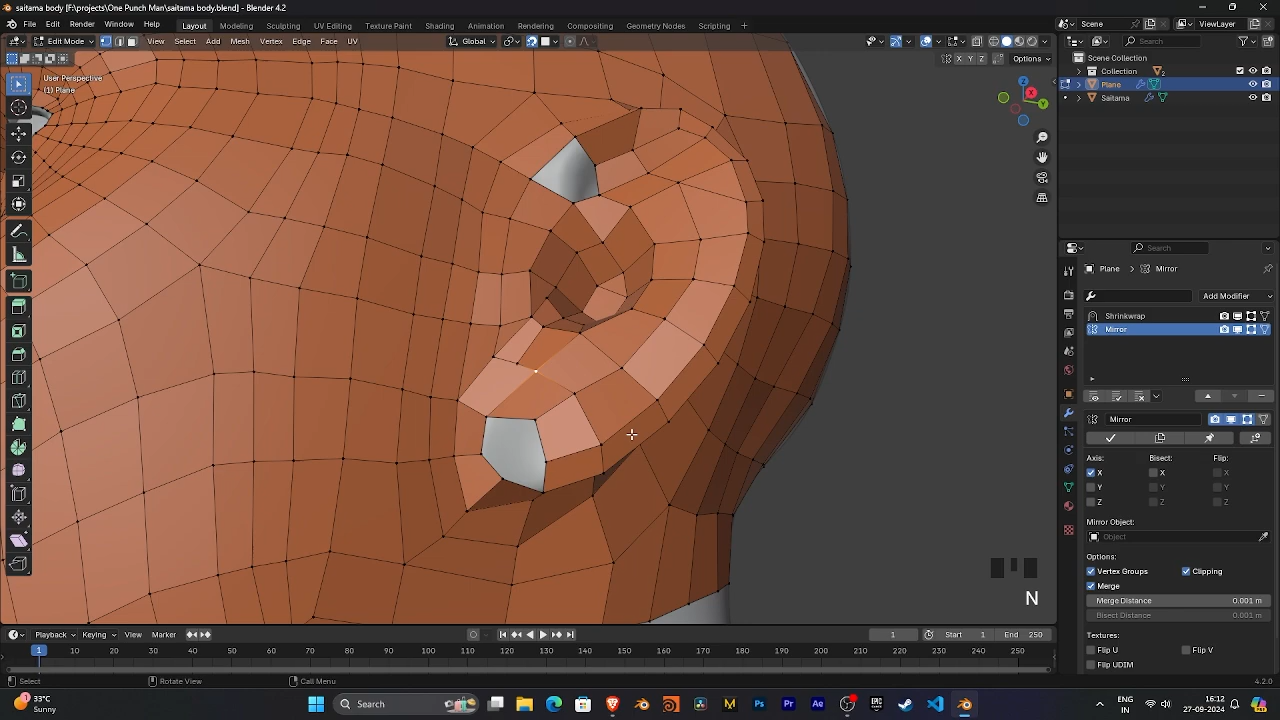 saitama body [F:\projects\One Punch Man\saitama body.blend] - Blender 4.2
File Edit Render Window Help Layout Modeling Sculpting UV Editing Texture Paint Shading Animation Rendering Compositing Geometry Nodes Scripting + Scene ViewLayer
Edit Mode View Select Add Mesh Vertex Edge Face UV Global Search
X Y Z Options
User Perspective
(1) Plane
Scene Collection
Collection 2
Plane
Saitama
Z
X
Y
Search
Plane > Mirror
Add Modifier
Shrinkwrap
Mirror
Mirror
Axis: Bisect: Flip:
X X X
Y Y Y
Z Z Z
Mirror Object:
Object
Options:
Vertex Groups Clipping
Merge
Merge Distance 0.001 m
Bisect Distance 0.001 m
Textures:
Flip U Flip V
Flip UDIM
N
Playback Keying View Marker 1 Start 1 End 250
1 10 20 30 40 50 60 70 80 90 100 110 120 130 140 150 160 170 180 190 200 210 220 230 240 250
Select Rotate View Call Menu 4.2.0
33°C
Sunny
Search
ENG
IN
16:12
27-09-2024